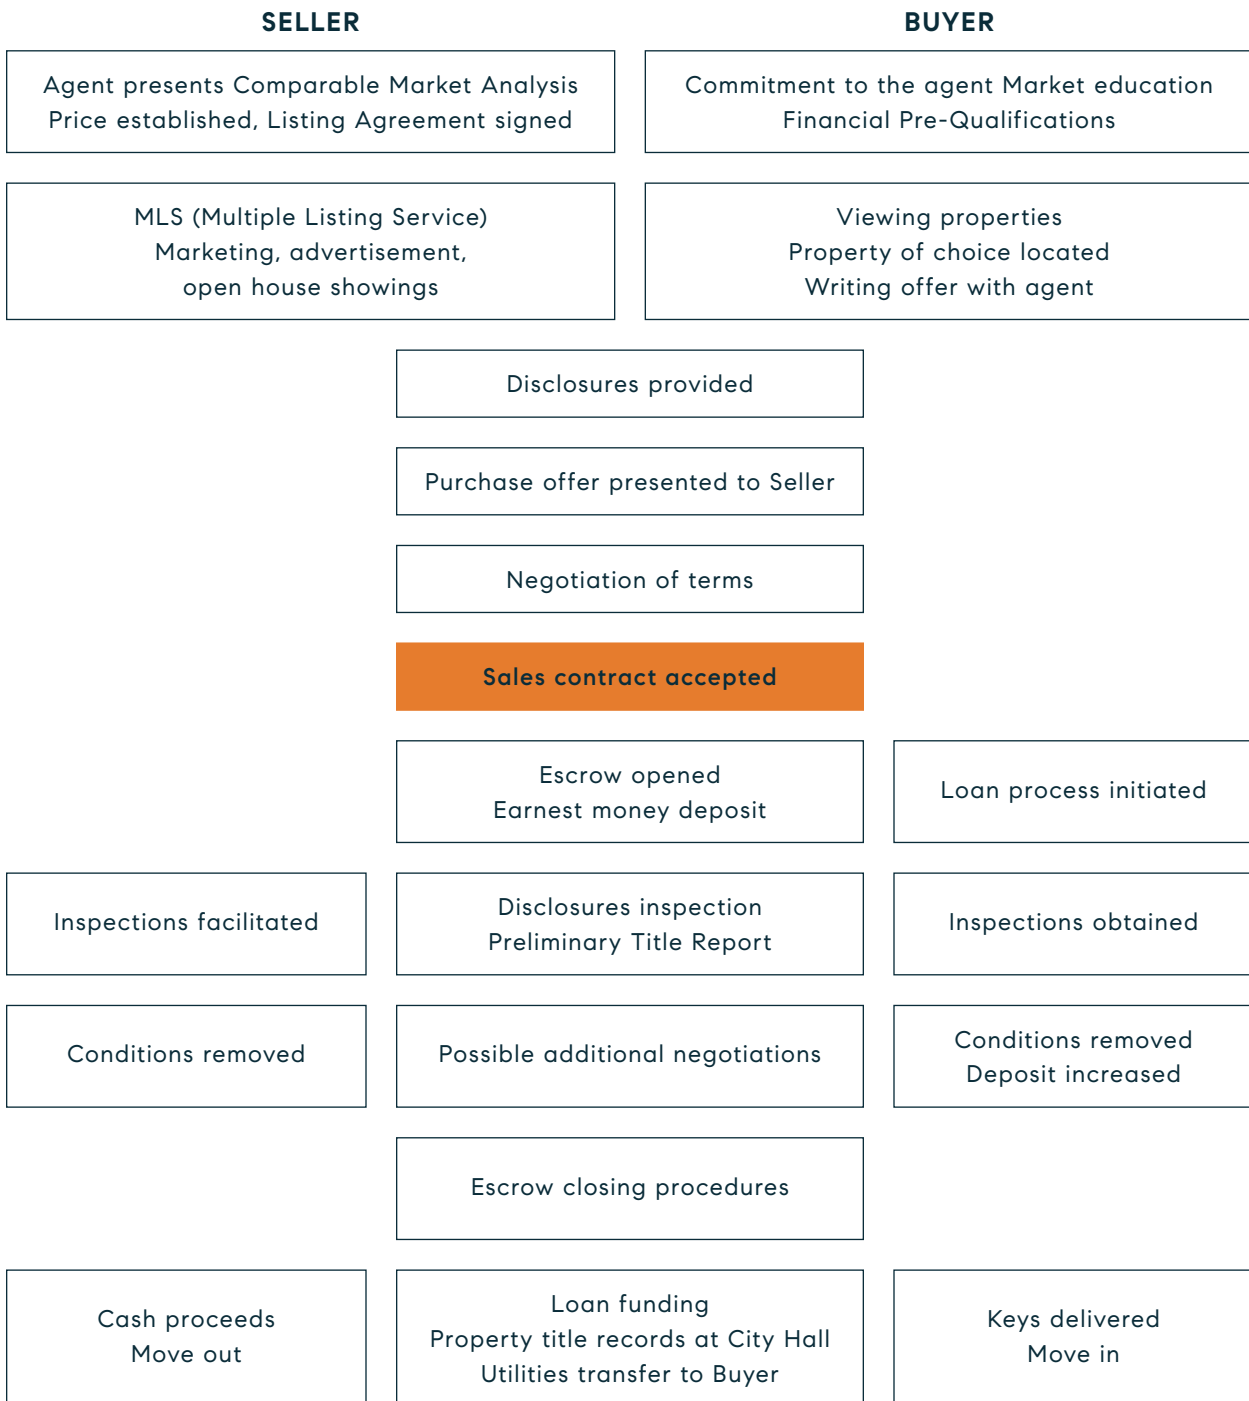 SELLER
BUYER
Agent presents Comparable Market Analysis
Price established, Listing Agreement signed
Commitment to the agent Market education
Financial Pre-Qualifications
MLS (Multiple Listing Service)
Marketing, advertisement,
open house showings
Viewing properties
Property of choice located
Writing offer with agent
Disclosures provided
Purchase offer presented to Seller
Negotiation of terms
Sales contract accepted
Escrow opened
Earnest money deposit
Loan process initiated
Inspections facilitated
Disclosures inspection
Preliminary Title Report
Inspections obtained
Conditions removed
Possible additional negotiations
Conditions removed
Deposit increased
Escrow closing procedures
Cash proceeds
Move out
Loan funding
Property title records at City Hall
Utilities transfer to Buyer
Keys delivered
Move in